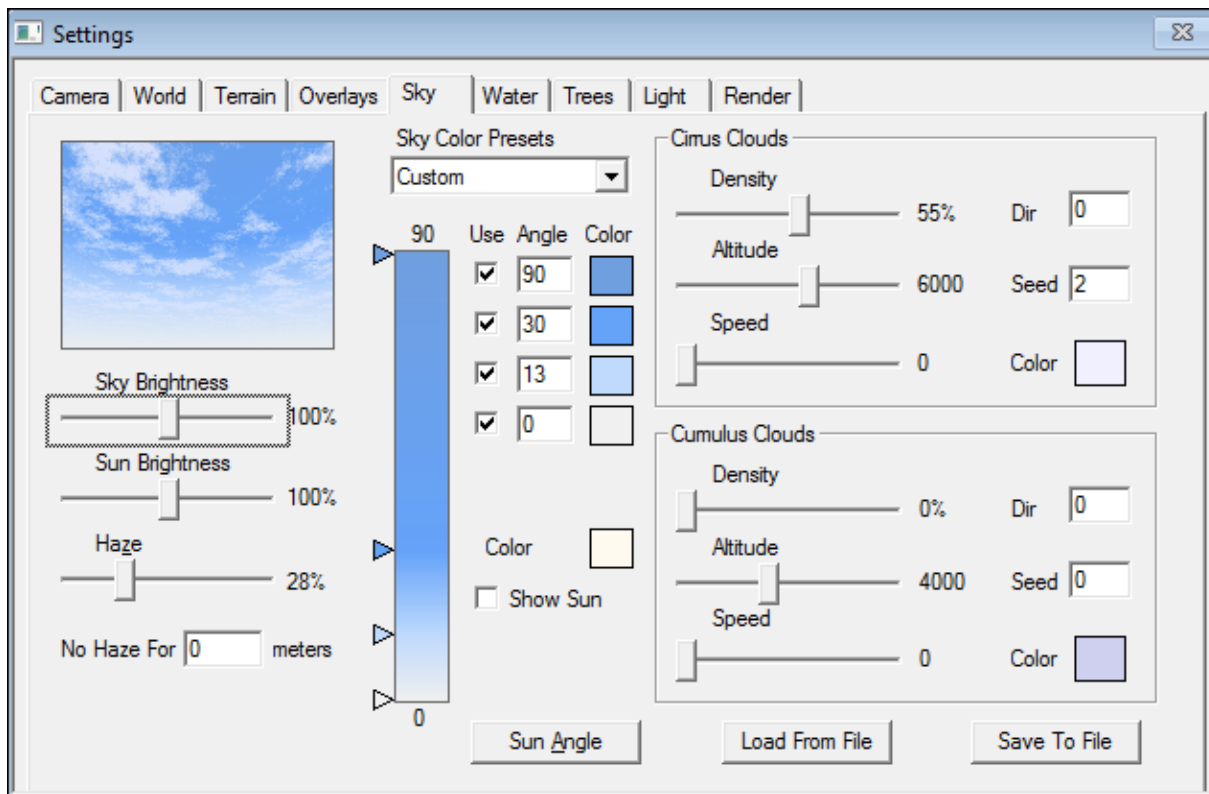 Settings
Camera World Terrain Overlays Sky Water Trees Light Render
Sky Color Presets
Custom
90 Use Angle Color
90
30
13
0
Color
Show Sun
0
Sky Brightness
100%
Sun Brightness
100%
Haze
28%
No Haze For 0 meters
Cirrus Clouds
Density
55% Dir 0
Altitude
6000 Seed 2
Speed
0 Color
Cumulus Clouds
Density
0% Dir 0
Altitude
4000 Seed 0
Speed
0 Color
Sun Angle Load From File Save To File